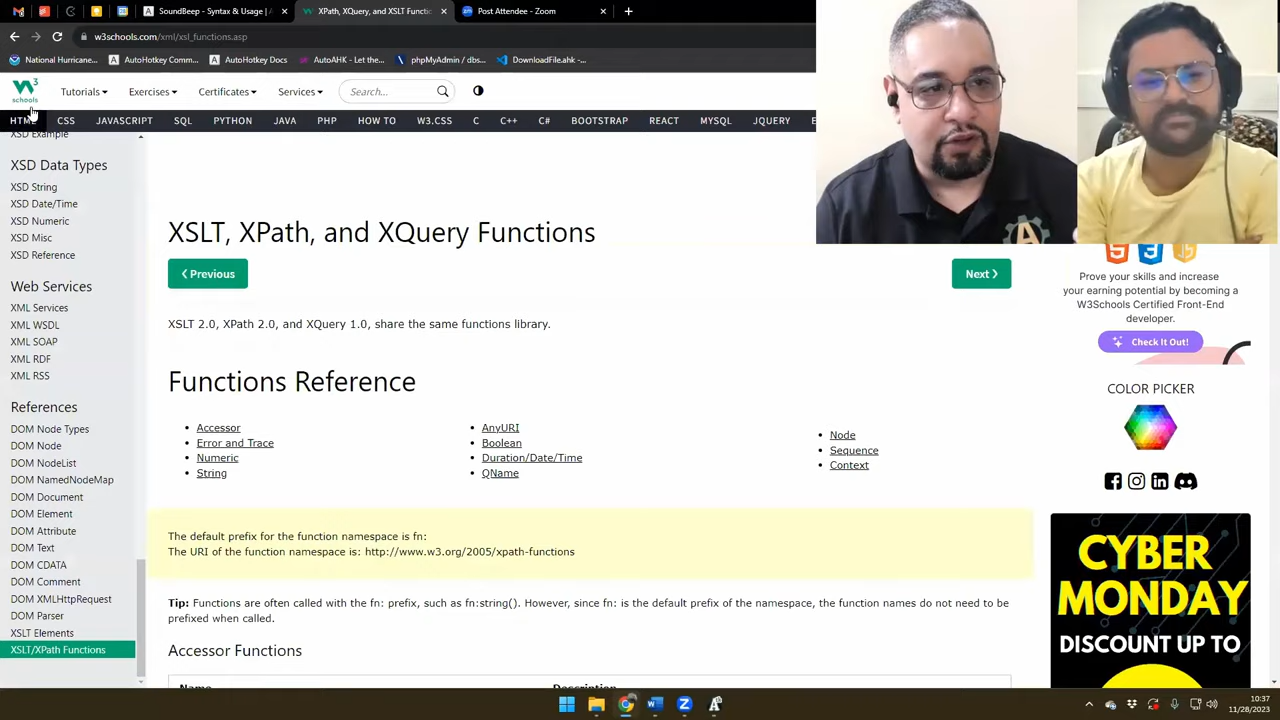 SoundBeep - Syntax & Usage |
XPath, XQuery, and XSLT Functi
Post Attendee - Zoom
w3schools.com/xml/xsl_functions.asp
National Hurricane...
AutoHotkey Comm...
AutoHotkey Docs
AutoAHK - Let the...
phpMyAdmin / dbs...
DownloadFile.ahk -...
W3 schools
Tutorials
Exercises
Certificates
Services
Search...
HTML
CSS
JAVASCRIPT
SQL
PYTHON
JAVA
PHP
HOW TO
W3.CSS
C
C++
C#
BOOTSTRAP
REACT
MYSQL
JQUERY
XSD Example
XSD Data Types
XSD String
XSD Date/Time
XSD Numeric
XSD Misc
XSD Reference
Web Services
XML Services
XML WSDL
XML SOAP
XML RDF
XML RSS
References
DOM Node Types
DOM Node
DOM NodeList
DOM NamedNodeMap
DOM Document
DOM Element
DOM Attribute
DOM Text
DOM CDATA
DOM Comment
DOM XMLHttpRequest
DOM Parser
XSLT Elements
XSLT/XPath Functions
XSLT, XPath, and XQuery Functions
❮ Previous
Next ❯
XSLT 2.0, XPath 2.0, and XQuery 1.0, share the same functions library.
Functions Reference
Accessor
Error and Trace
Numeric
String
AnyURI
Boolean
Duration/Date/Time
QName
Node
Sequence
Context
The default prefix for the function namespace is fn:
The URI of the function namespace is: http://www.w3.org/2005/xpath-functions
Tip: Functions are often called with the fn: prefix, such as fn:string(). However, since fn: is the default prefix of the namespace, the function names do not need to be
prefixed when called.
Accessor Functions
Name
Description
Prove your skills and increase
your earning potential by becoming a
W3Schools Certified Front-End
developer.
Check It Out!
COLOR PICKER
CYBER
MONDAY
DISCOUNT UP TO
10:37
11/28/2023